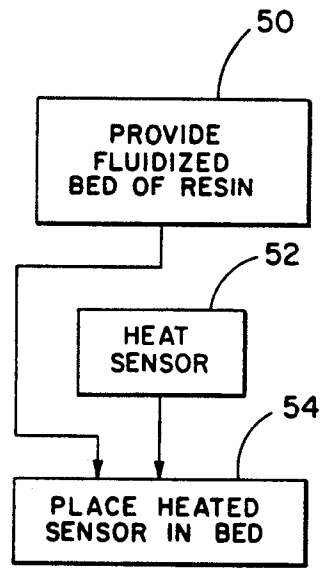 50
PROVIDE
FLUIDIZED
BED OF RESIN
52
HEAT
SENSOR
54
PLACE HEATED
SENSOR IN BED